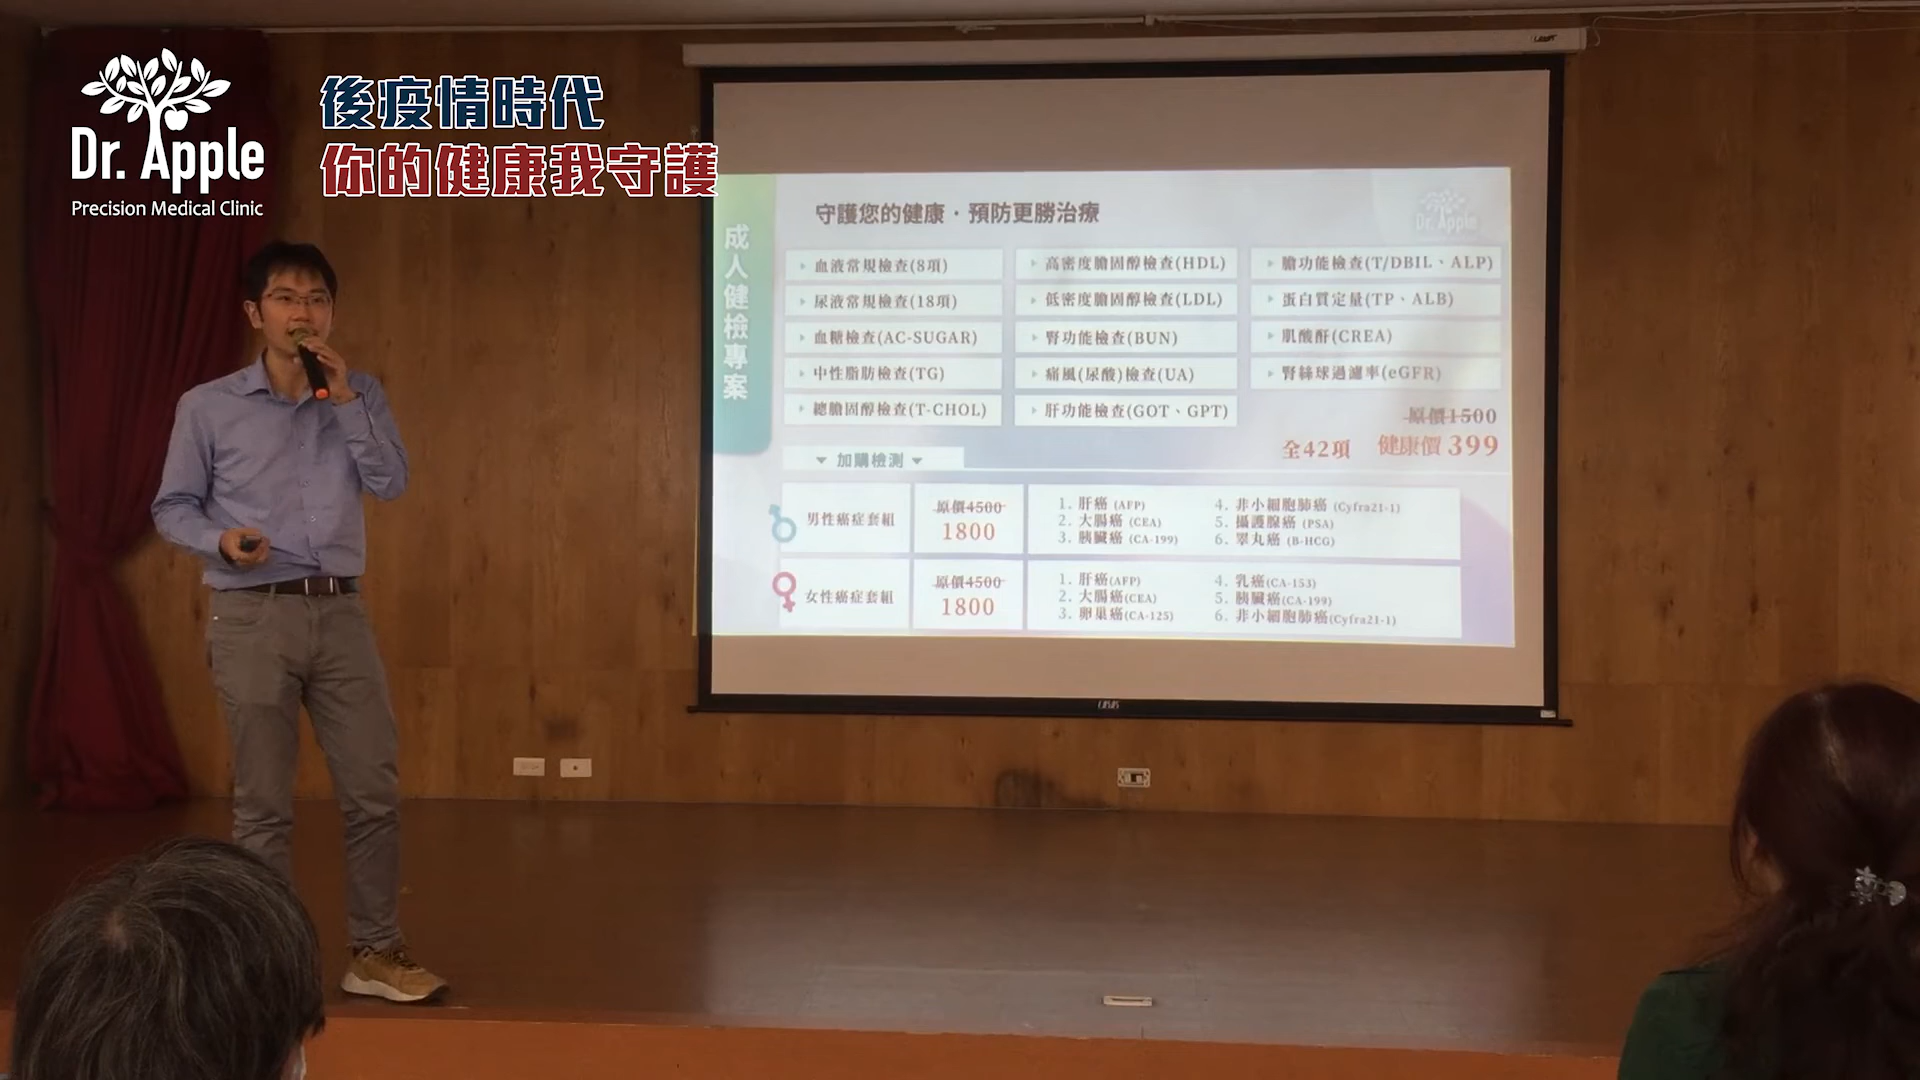 Dr. Apple
Precision Medical Clinic
後疫情時代
你的健康我守護
成人健檢專案
守護您的健康・預防更勝治療
Dr. Apple
血液常規檢查(8項)
尿液常規檢查(18項)
血糖檢查(AC-SUGAR)
中性脂肪檢查(TG)
總膽固醇檢查(T-CHOL)
高密度膽固醇檢查(HDL)
低密度膽固醇檢查(LDL)
腎功能檢查(BUN)
痛風(尿酸)檢查(UA)
肝功能檢查(GOT、GPT)
膽功能檢查(T/DBIL、ALP)
蛋白質定量(TP、ALB)
肌酸酐(CREA)
腎絲球過濾率(eGFR)
原價1500
全42項 健康價 399
▼ 加購檢測 ▼
男性癌症套組
原價4500
1800
1. 肝癌 (AFP)
2. 大腸癌 (CEA)
3. 胰臟癌 (CA-199)
4. 非小細胞肺癌 (Cyfra21-1)
5. 攝護腺癌 (PSA)
6. 睪丸癌 (B-HCG)
女性癌症套組
原價4500
1800
1. 肝癌(AFP)
2. 大腸癌(CEA)
3. 卵巢癌(CA-125)
4. 乳癌(CA-153)
5. 胰臟癌(CA-199)
6. 非小細胞肺癌(Cyfra21-1)